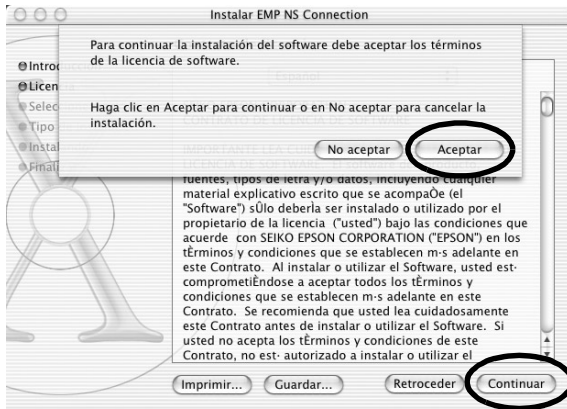 Instalar EMP NS Connection
Para continuar la instalación del software debe aceptar los términos
de la licencia de software.
Haga clic en Aceptar para continuar o en No aceptar para cancelar la
instalación.
No aceptar
Aceptar
Introd
Licen
Selec
Tipo
Instal
Finali
Español
CONTRATO DE LICENCIA DE SOFTWARE
IMPORTANTE LEA
LICENCIA DE SOFTWARE
fuentes, tipos de letra y/o datos, incluyendo cualquier
material explicativo escrito que se acompaÒe (el
"Software") sÛlo deberÌa ser instalado o utilizado por el
propietario de la licencia ("usted") bajo las condiciones que
acuerde con SEIKO EPSON CORPORATION ("EPSON") en los
tÈrminos y condiciones que se establecen m·s adelante en
este Contrato. Al instalar o utilizar el Software, usted est·
comprometiÈndose a aceptar todos los tÈrminos y
condiciones que se establecen m·s adelante en este
Contrato. Se recomienda que usted lea cuidadosamente
este Contrato antes de instalar o utilizar el Software. Si
usted no acepta los tÈrminos y condiciones de este
Contrato, no est· autorizado a instalar o utilizar el
Imprimir...
Guardar...
Retroceder
Continuar